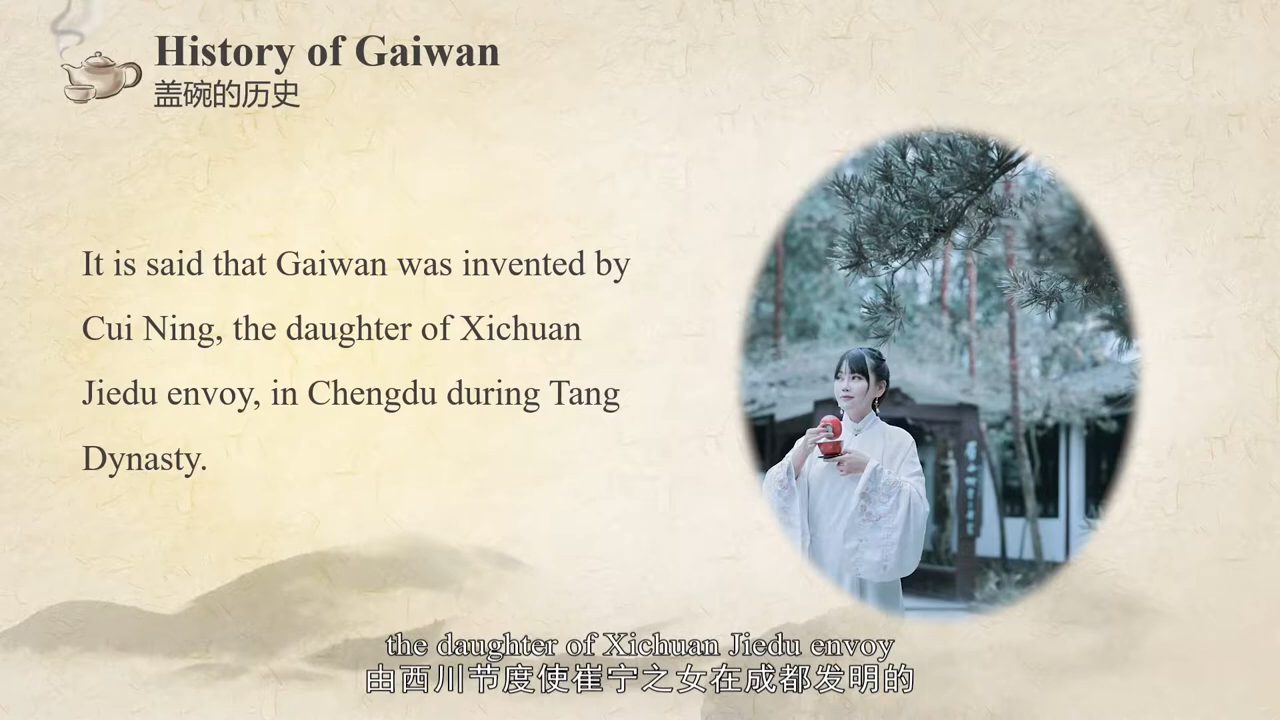 History of Gaiwan
盖碗的历史
It is said that Gaiwan was invented by
Cui Ning, the daughter of Xichuan
Jiedu envoy, in Chengdu during Tang
Dynasty.
the daughter of Xichuan Jiedu envoy
由西川节度使崔宁之女在成都发明的